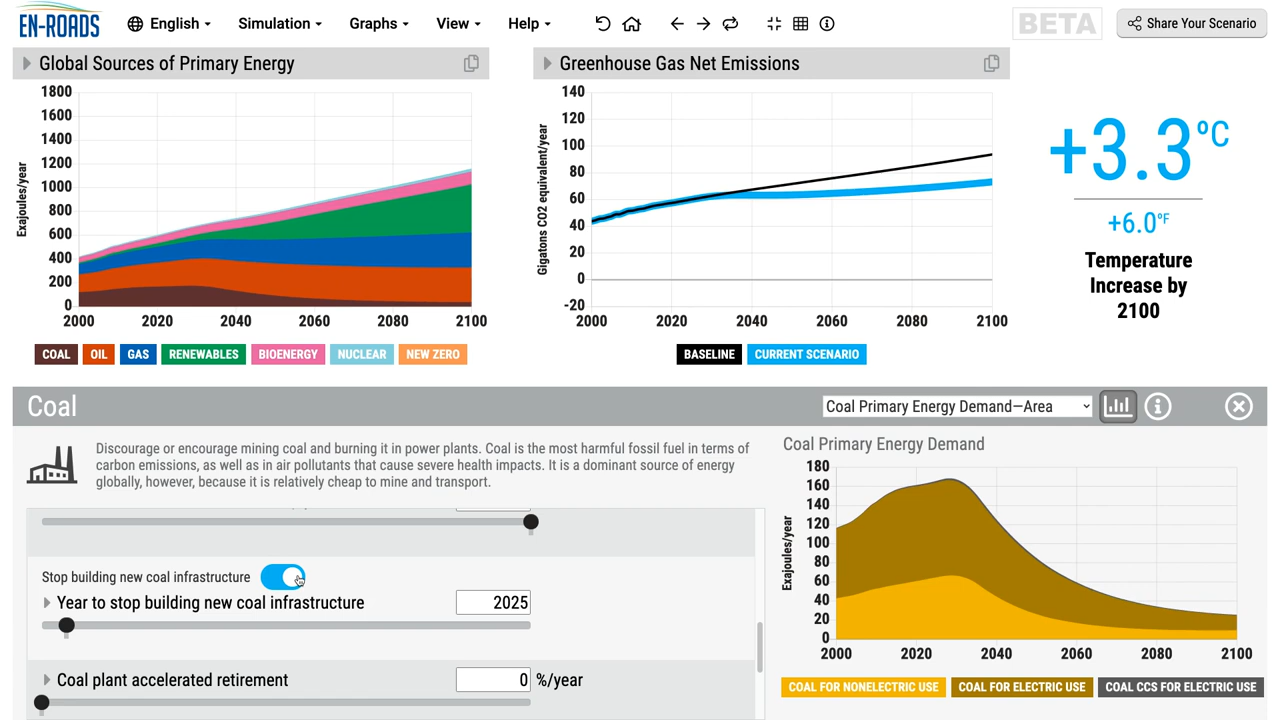 EN-ROADS
English
Simulation
Graphs
View
Help
BETA
Share Your Scenario
Global Sources of Primary Energy
Exajoules/year
1800
1600
1400
1200
1000
800
600
400
200
0
2000 2020 2040 2060 2080 2100
COAL OIL GAS RENEWABLES BIOENERGY NUCLEAR NEW ZERO
Greenhouse Gas Net Emissions
Gigatons CO2 equivalent/year
140
120
100
80
60
40
20
0
-20
2000 2020 2040 2060 2080 2100
BASELINE CURRENT SCENARIO
+3.3ºC
+6.0ºF
Temperature
Increase by
2100
Coal
Coal Primary Energy Demand—Area
Discourage or encourage mining coal and burning it in power plants. Coal is the most harmful fossil fuel in terms of
carbon emissions, as well as in air pollutants that cause severe health impacts. It is a dominant source of energy
globally, however, because it is relatively cheap to mine and transport.
Stop building new coal infrastructure
Year to stop building new coal infrastructure 2025
Coal plant accelerated retirement 0 %/year
Coal Primary Energy Demand
Exajoules/year
180
160
140
120
100
80
60
40
20
0
2000 2020 2040 2060 2080 2100
COAL FOR NONELECTRIC USE COAL FOR ELECTRIC USE COAL CCS FOR ELECTRIC USE